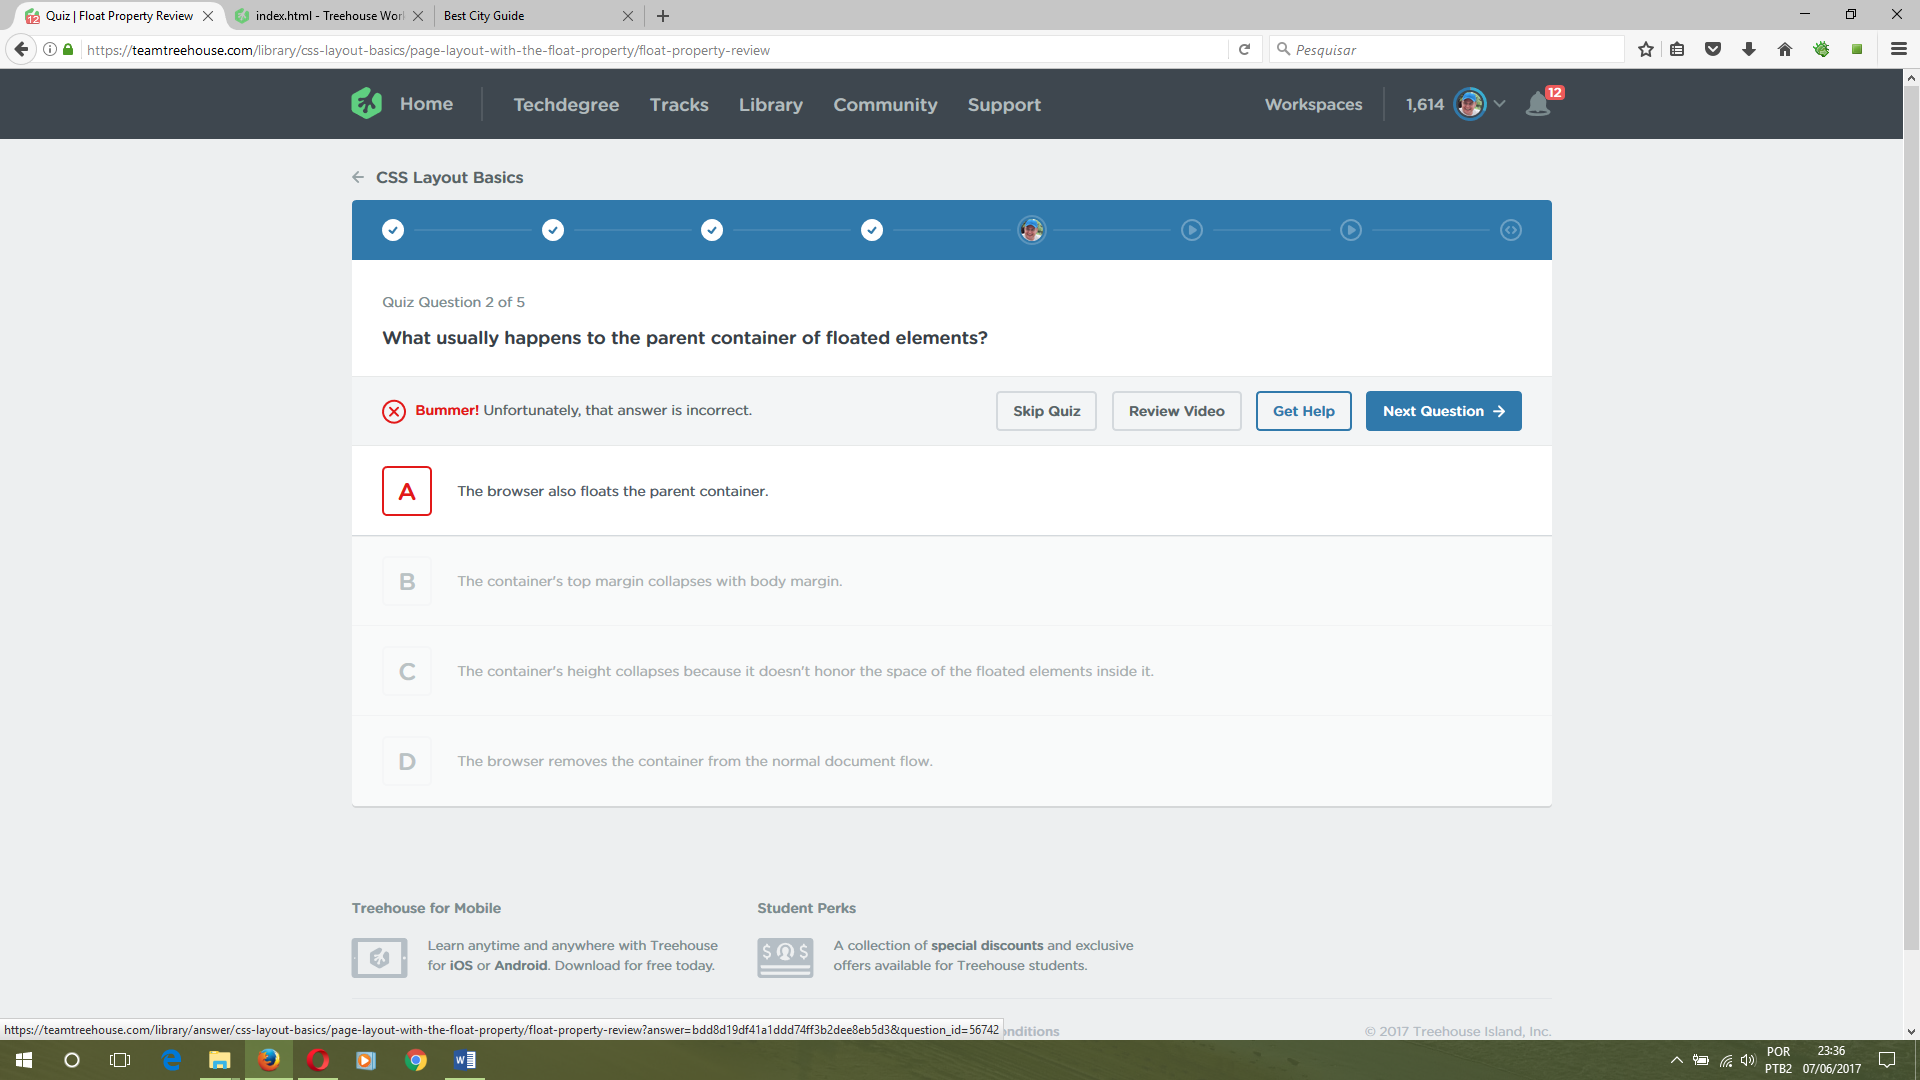 Quiz | Float Property Review
index.html - Treehouse Wor
Best City Guide
https://teamtreehouse.com/library/css-layout-basics/page-layout-with-the-float-property/float-property-review
Pesquisar
Home
Techdegree
Tracks
Library
Community
Support
Workspaces
1,614
12
CSS Layout Basics
Quiz Question 2 of 5
What usually happens to the parent container of floated elements?
Bummer! Unfortunately, that answer is incorrect.
Skip Quiz
Review Video
Get Help
Next Question
A The browser also floats the parent container.
B The container's top margin collapses with body margin.
C The container's height collapses because it doesn't honor the space of the floated elements inside it.
D The browser removes the container from the normal document flow.
Treehouse for Mobile
Learn anytime and anywhere with Treehouse
for iOS or Android. Download for free today.
Student Perks
A collection of special discounts and exclusive
offers available for Treehouse students.
https://teamtreehouse.com/library/answer/css-layout-basics/page-layout-with-the-float-property/float-property-review?answer=bdd8d19df41a1ddd74ff3b2dee8eb5d3&question_id=56742
nditions
© 2017 Treehouse Island, Inc.
POR
PTB2
23:36
07/06/2017